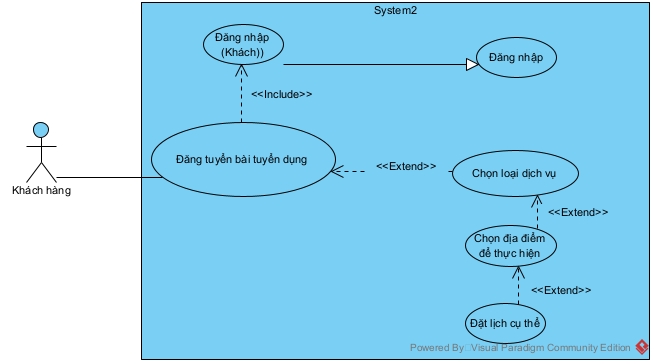 System2
Đăng nhập
(Khách))
Đăng nhập
<<Include>>
Đăng tuyển bài tuyển dụng
<<Extend>>
Chọn loại dịch vụ
Khách hàng
<<Extend>>
Chọn địa điểm
để thực hiện
<<Extend>>
Đặt lịch cụ thể
Powered By: Visual Paradigm Community Edition